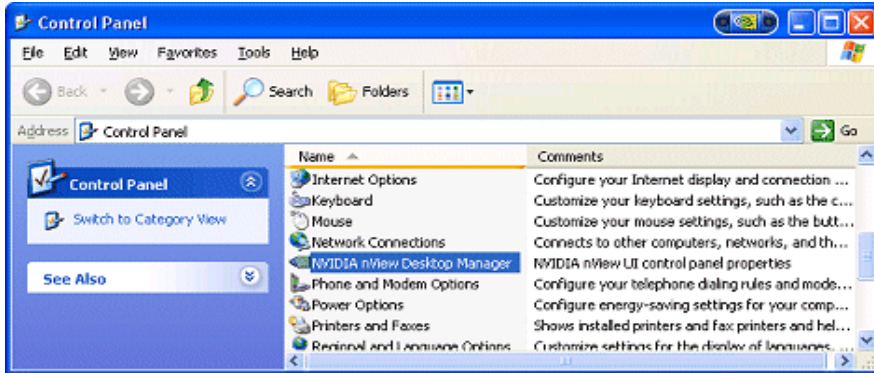 Control Panel
File Edit View Favorites Tools Help
Back Search Folders
Address Control Panel Go
Control Panel
Switch to Category View
See Also
Name Comments
Internet Options Configure your Internet display and connection ...
Keyboard Customize your keyboard settings, such as the c...
Mouse Customize your mouse settings, such as the butt...
Network Connections Connects to other computers, networks, and th...
NVIDIA nView Desktop Manager NVIDIA nView UI control panel properties
Phone and Modem Options Configure your telephone dialing rules and mode...
Power Options Configure energy-saving settings for your comp...
Printers and Faxes Shows installed printers and fax printers and hel...
Regional and Language Options Customize settings for the display of languages, ...